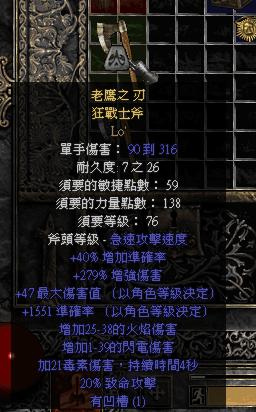 老鷹之 刃
狂戰士斧
Lo
單手傷害： 90 到 316
耐久度: 7 之 26
須要的敏捷點數： 59
須要的力量點數： 138
須要等級： 76
斧頭等級 - 急速攻擊速度
+40% 增加準確率
+279% 增強傷害
+47 最大傷害值 （以角色等級決定）
+1551 準確率 （以角色等級決定）
增加25-38的火焰傷害
增加1-39的閃電傷害
加21毒素傷害，持續時間4秒
20% 致命攻擊
有凹槽 (1)